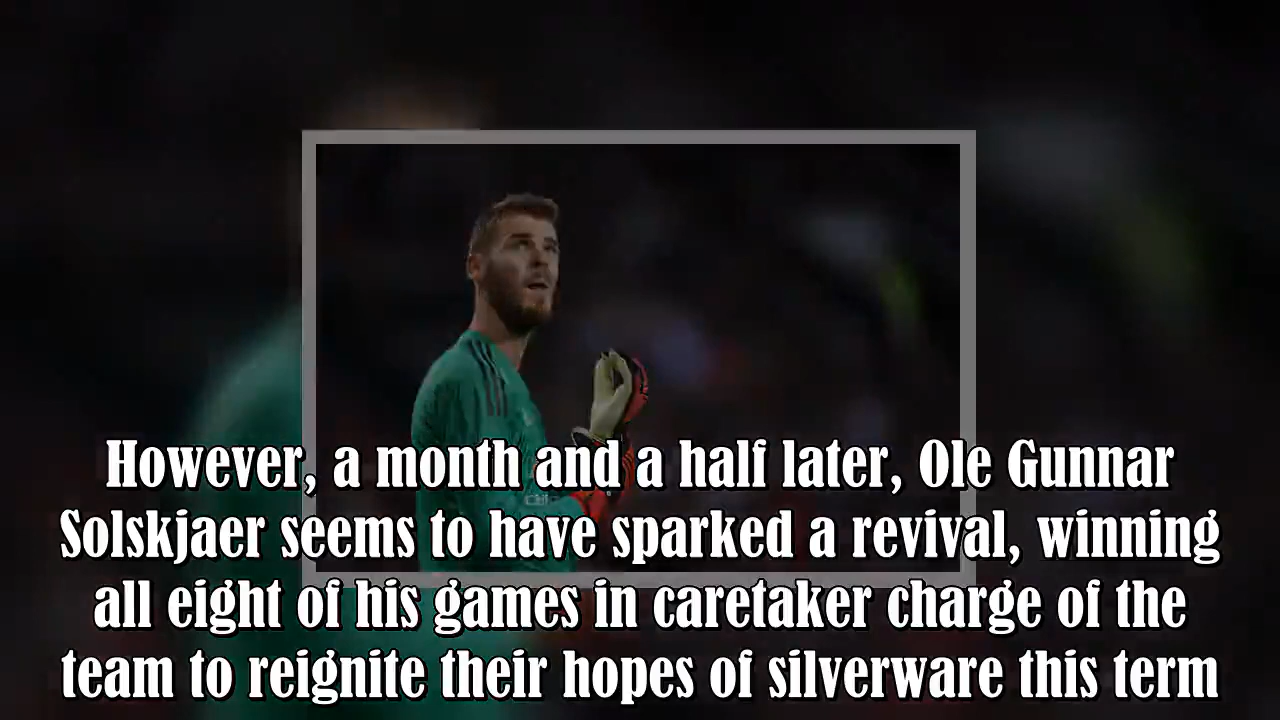 However, a month and a half later, Ole Gunnar
Solskjaer seems to have sparked a revival, winning
all eight of his games in caretaker charge of the
team to reignite their hopes of silverware this term